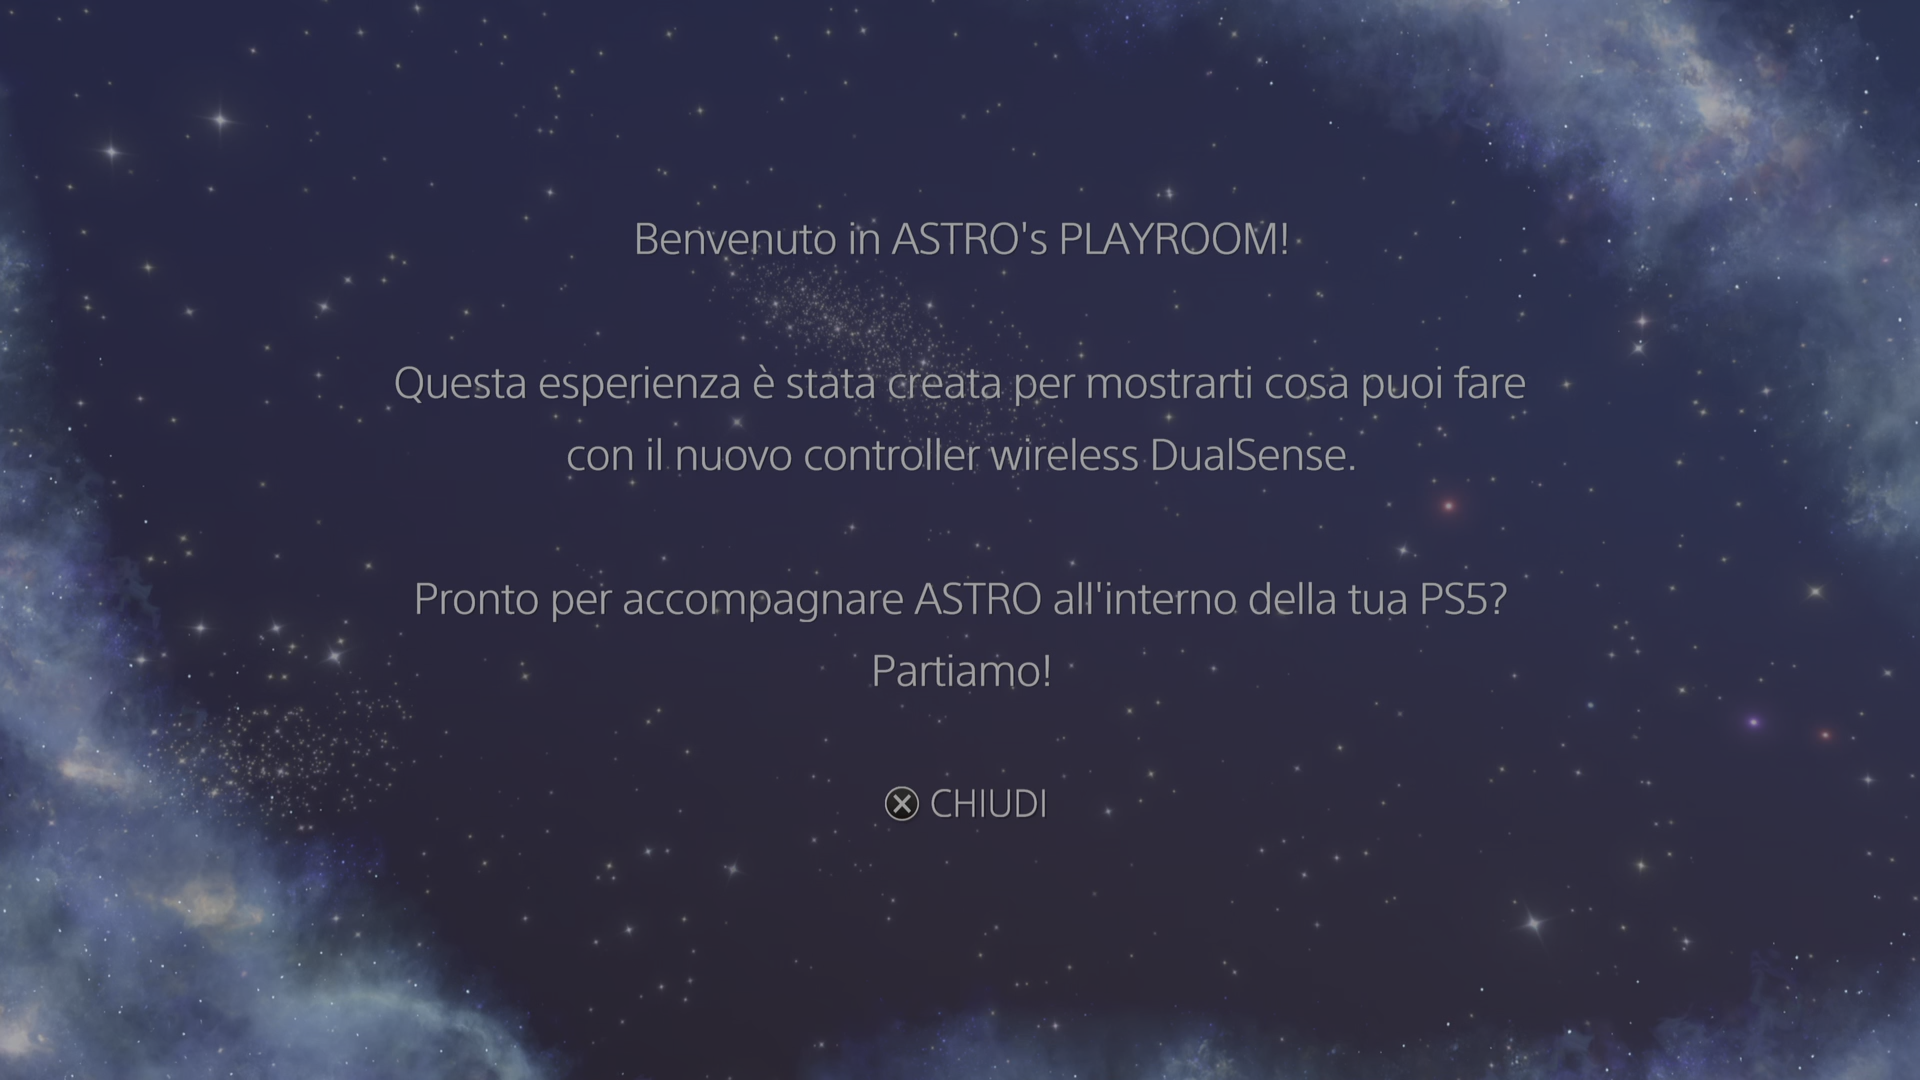 Benvenuto in ASTRO's PLAYROOM!
Questa esperienza è stata creata per mostrarti cosa puoi fare
con il nuovo controller wireless DualSense.
Pronto per accompagnare ASTRO all'interno della tua PS5?
Partiamo!
CHIUDI